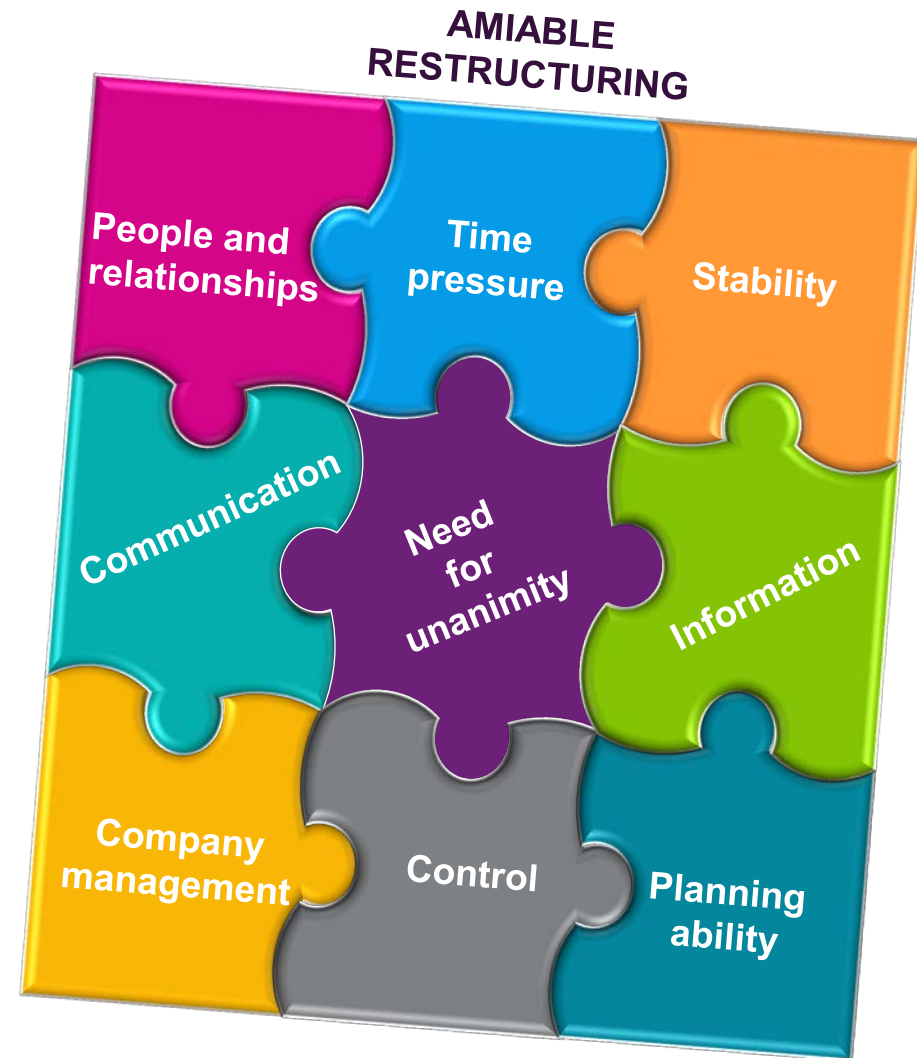 AMIABLE
RESTRUCTURING
People and
relationships
Time
pressure
Stability
Communication
Need
for
unanimity
Information
Company
management
Control
Planning
ability